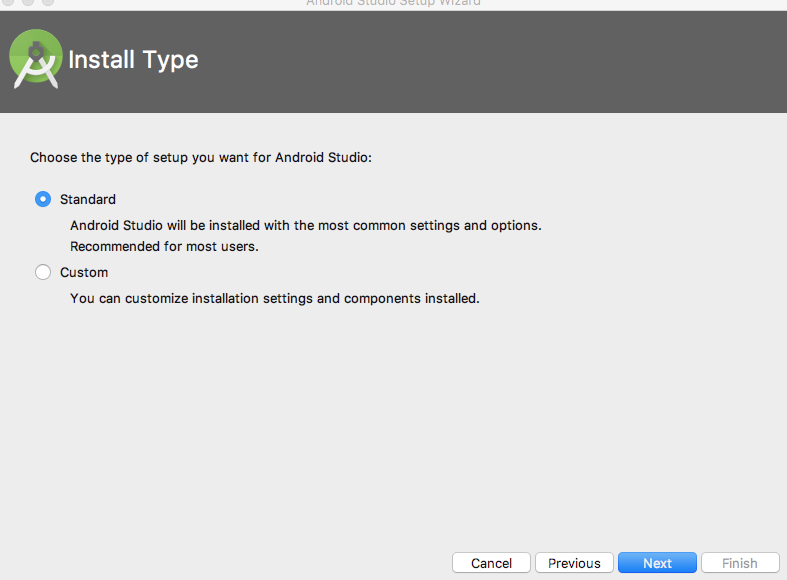 Android Studio Setup Wizard
Install Type
Choose the type of setup you want for Android Studio:
Standard
Android Studio will be installed with the most common settings and options.
Recommended for most users.
Custom
You can customize installation settings and components installed.
Cancel Previous Next Finish